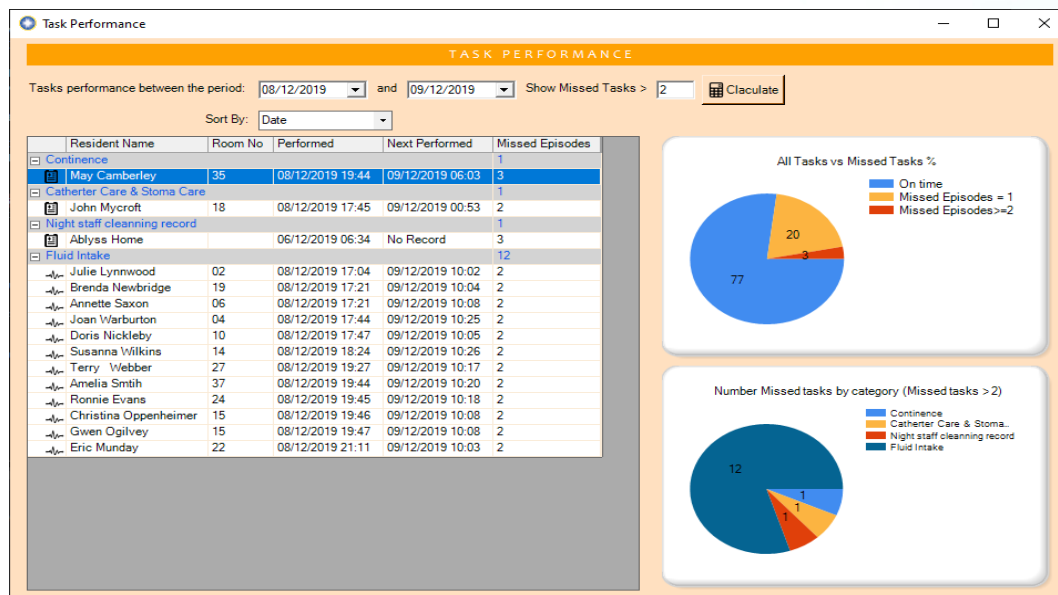 Task Performance
TASK PERFORMANCE
Tasks performance between the period: 08/12/2019 and 09/12/2019 Show Missed Tasks > 2 Claculate
Sort By: Date
Resident Name Room No Performed Next Performed Missed Episodes
Continence 1
May Camberley 35 08/12/2019 19:44 09/12/2019 06:03 3
Catherter Care & Stoma Care 1
John Mycroft 18 08/12/2019 17:45 09/12/2019 00:53 2
Night staff cleanning record 1
Ablyss Home 06/12/2019 06:34 No Record 3
Fluid Intake 12
Julie Lynnwood 02 08/12/2019 17:04 09/12/2019 10:02 2
Brenda Newbridge 19 08/12/2019 17:21 09/12/2019 10:04 2
Annette Saxon 06 08/12/2019 17:21 09/12/2019 10:08 2
Joan Warburton 04 08/12/2019 17:44 09/12/2019 10:25 2
Doris Nickleby 10 08/12/2019 17:47 09/12/2019 10:05 2
Susanna Wilkins 14 08/12/2019 18:24 09/12/2019 10:26 2
Terry Webber 27 08/12/2019 19:27 09/12/2019 10:17 2
Amelia Smtih 37 08/12/2019 19:44 09/12/2019 10:20 2
Ronnie Evans 24 08/12/2019 19:45 09/12/2019 10:18 2
Christina Oppenheimer 15 08/12/2019 19:46 09/12/2019 10:08 2
Gwen Ogilvey 15 08/12/2019 19:47 09/12/2019 10:08 2
Eric Munday 22 08/12/2019 21:11 09/12/2019 10:03 2
All Tasks vs Missed Tasks %
On time
Missed Episodes = 1
Missed Episodes>=2
20
3
77
Number Missed tasks by category (Missed tasks > 2)
Continence
Catherter Care & Stoma..
Night staff cleanning record
Fluid Intake
12
1
1
1